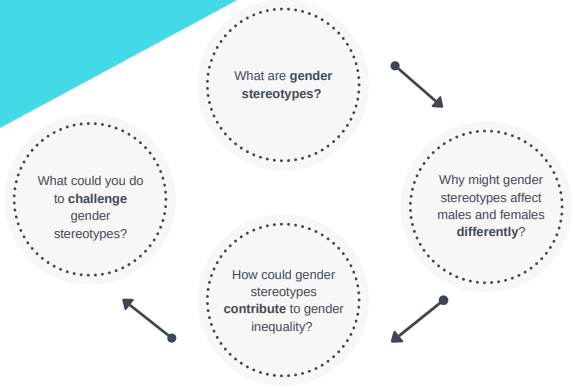 What are gender
stereotypes?
Why might gender
stereotypes affect
males and females
differently?
How could gender
stereotypes
contribute to gender
inequality?
What could you do
to challenge
gender
stereotypes?